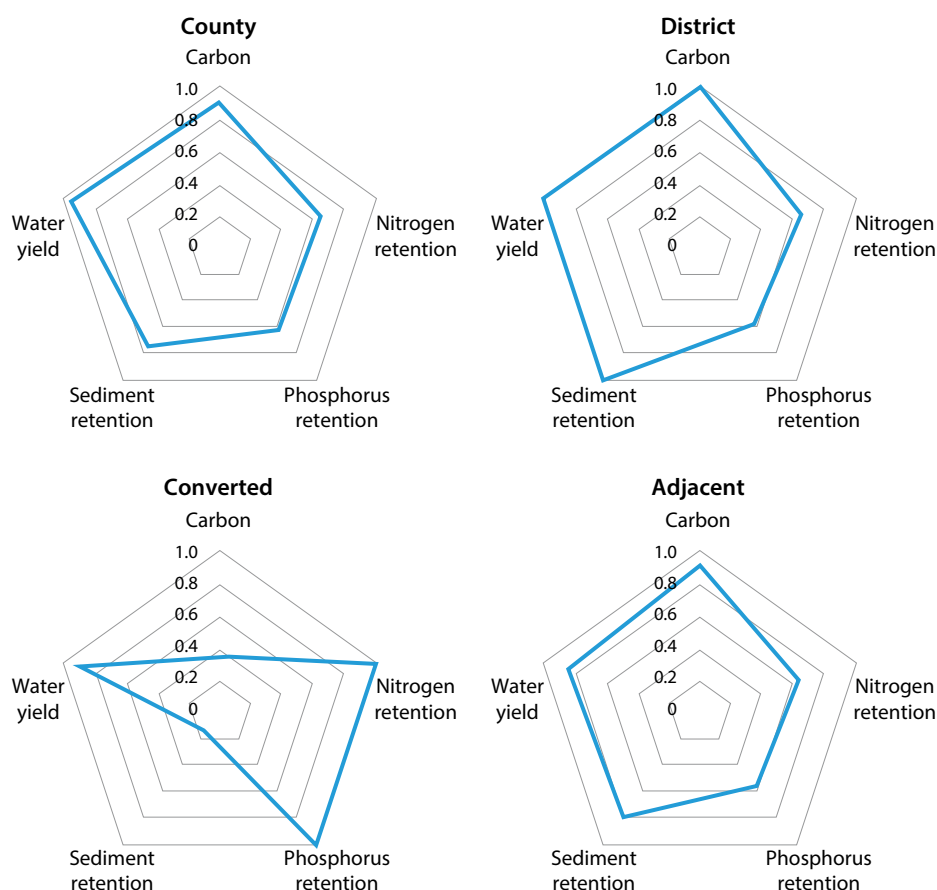 County
Carbon
1.0
0.8
0.6
0.4
0.2
0
Water
yield
Nitrogen
retention
Sediment
retention
Phosphorus
retention
District
Carbon
1.0
0.8
0.6
0.4
0.2
0
Water
yield
Nitrogen
retention
Sediment
retention
Phosphorus
retention
Converted
Carbon
1.0
0.8
0.6
0.4
0.2
0
Water
yield
Nitrogen
retention
Sediment
retention
Phosphorus
retention
Adjacent
Carbon
1.0
0.8
0.6
0.4
0.2
0
Water
yield
Nitrogen
retention
Sediment
retention
Phosphorus
retention